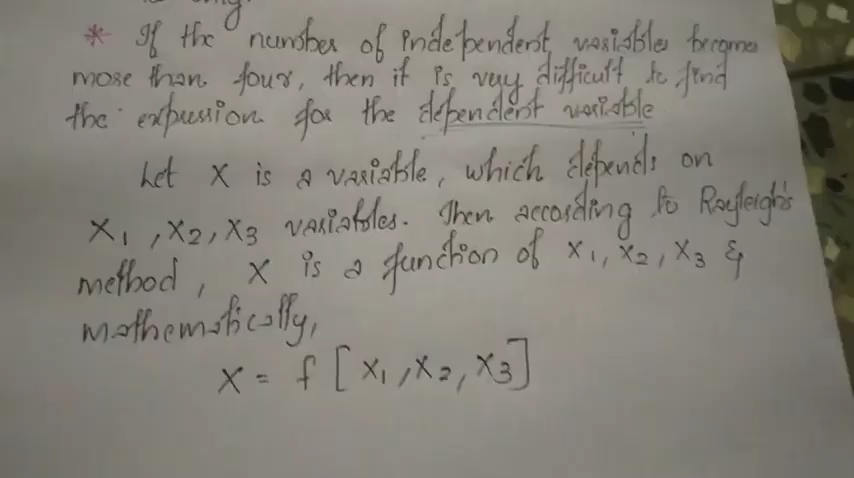 * If the number of independent variables become
more than four, then it is very difficult to find
the expression for the dependent variable
Let X is a variable, which depends on
X1, X2, X3 variables. Then according to Rayleigh's
method, X is a function of X1, X2, X3 &
mathematically,
X = f [X1, X2, X3]